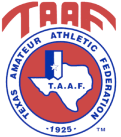 TAAF
TEXAS AMATEUR ATHLETIC FEDERATION
T.A.A.F.
·1925·
TM